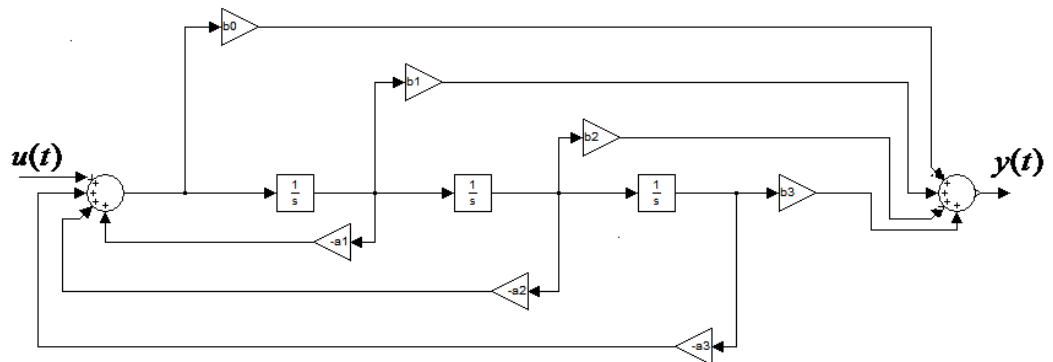 b0
b1
b2
u(t)
y(t)
1
s
1
s
1
s
b3
-a1
-a2
-a3
+
+
+
+
+
+
+
+